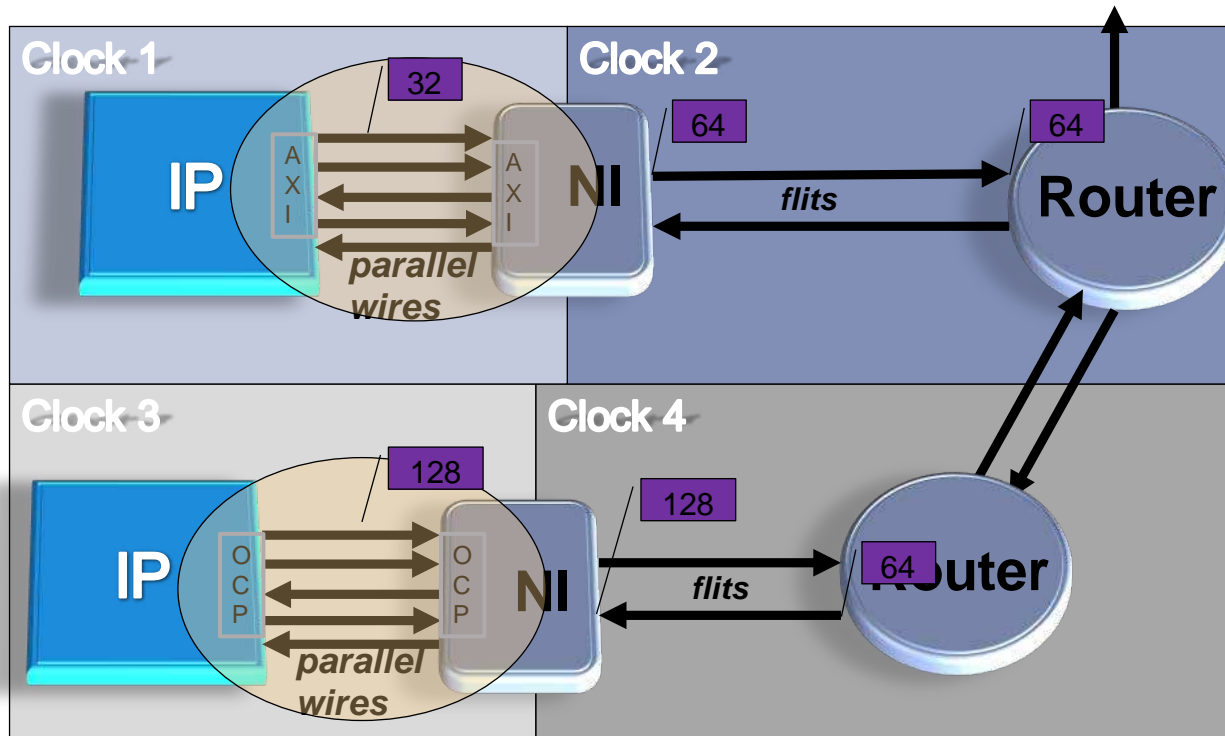 Clock 1
Clock 2
32
64
64
A
X
I
A
X
I
IP
NI
flits
Router
parallel
wires
Clock 3
Clock 4
128
128
O
C
P
O
C
P
IP
NI
64
Router
flits
parallel
wires